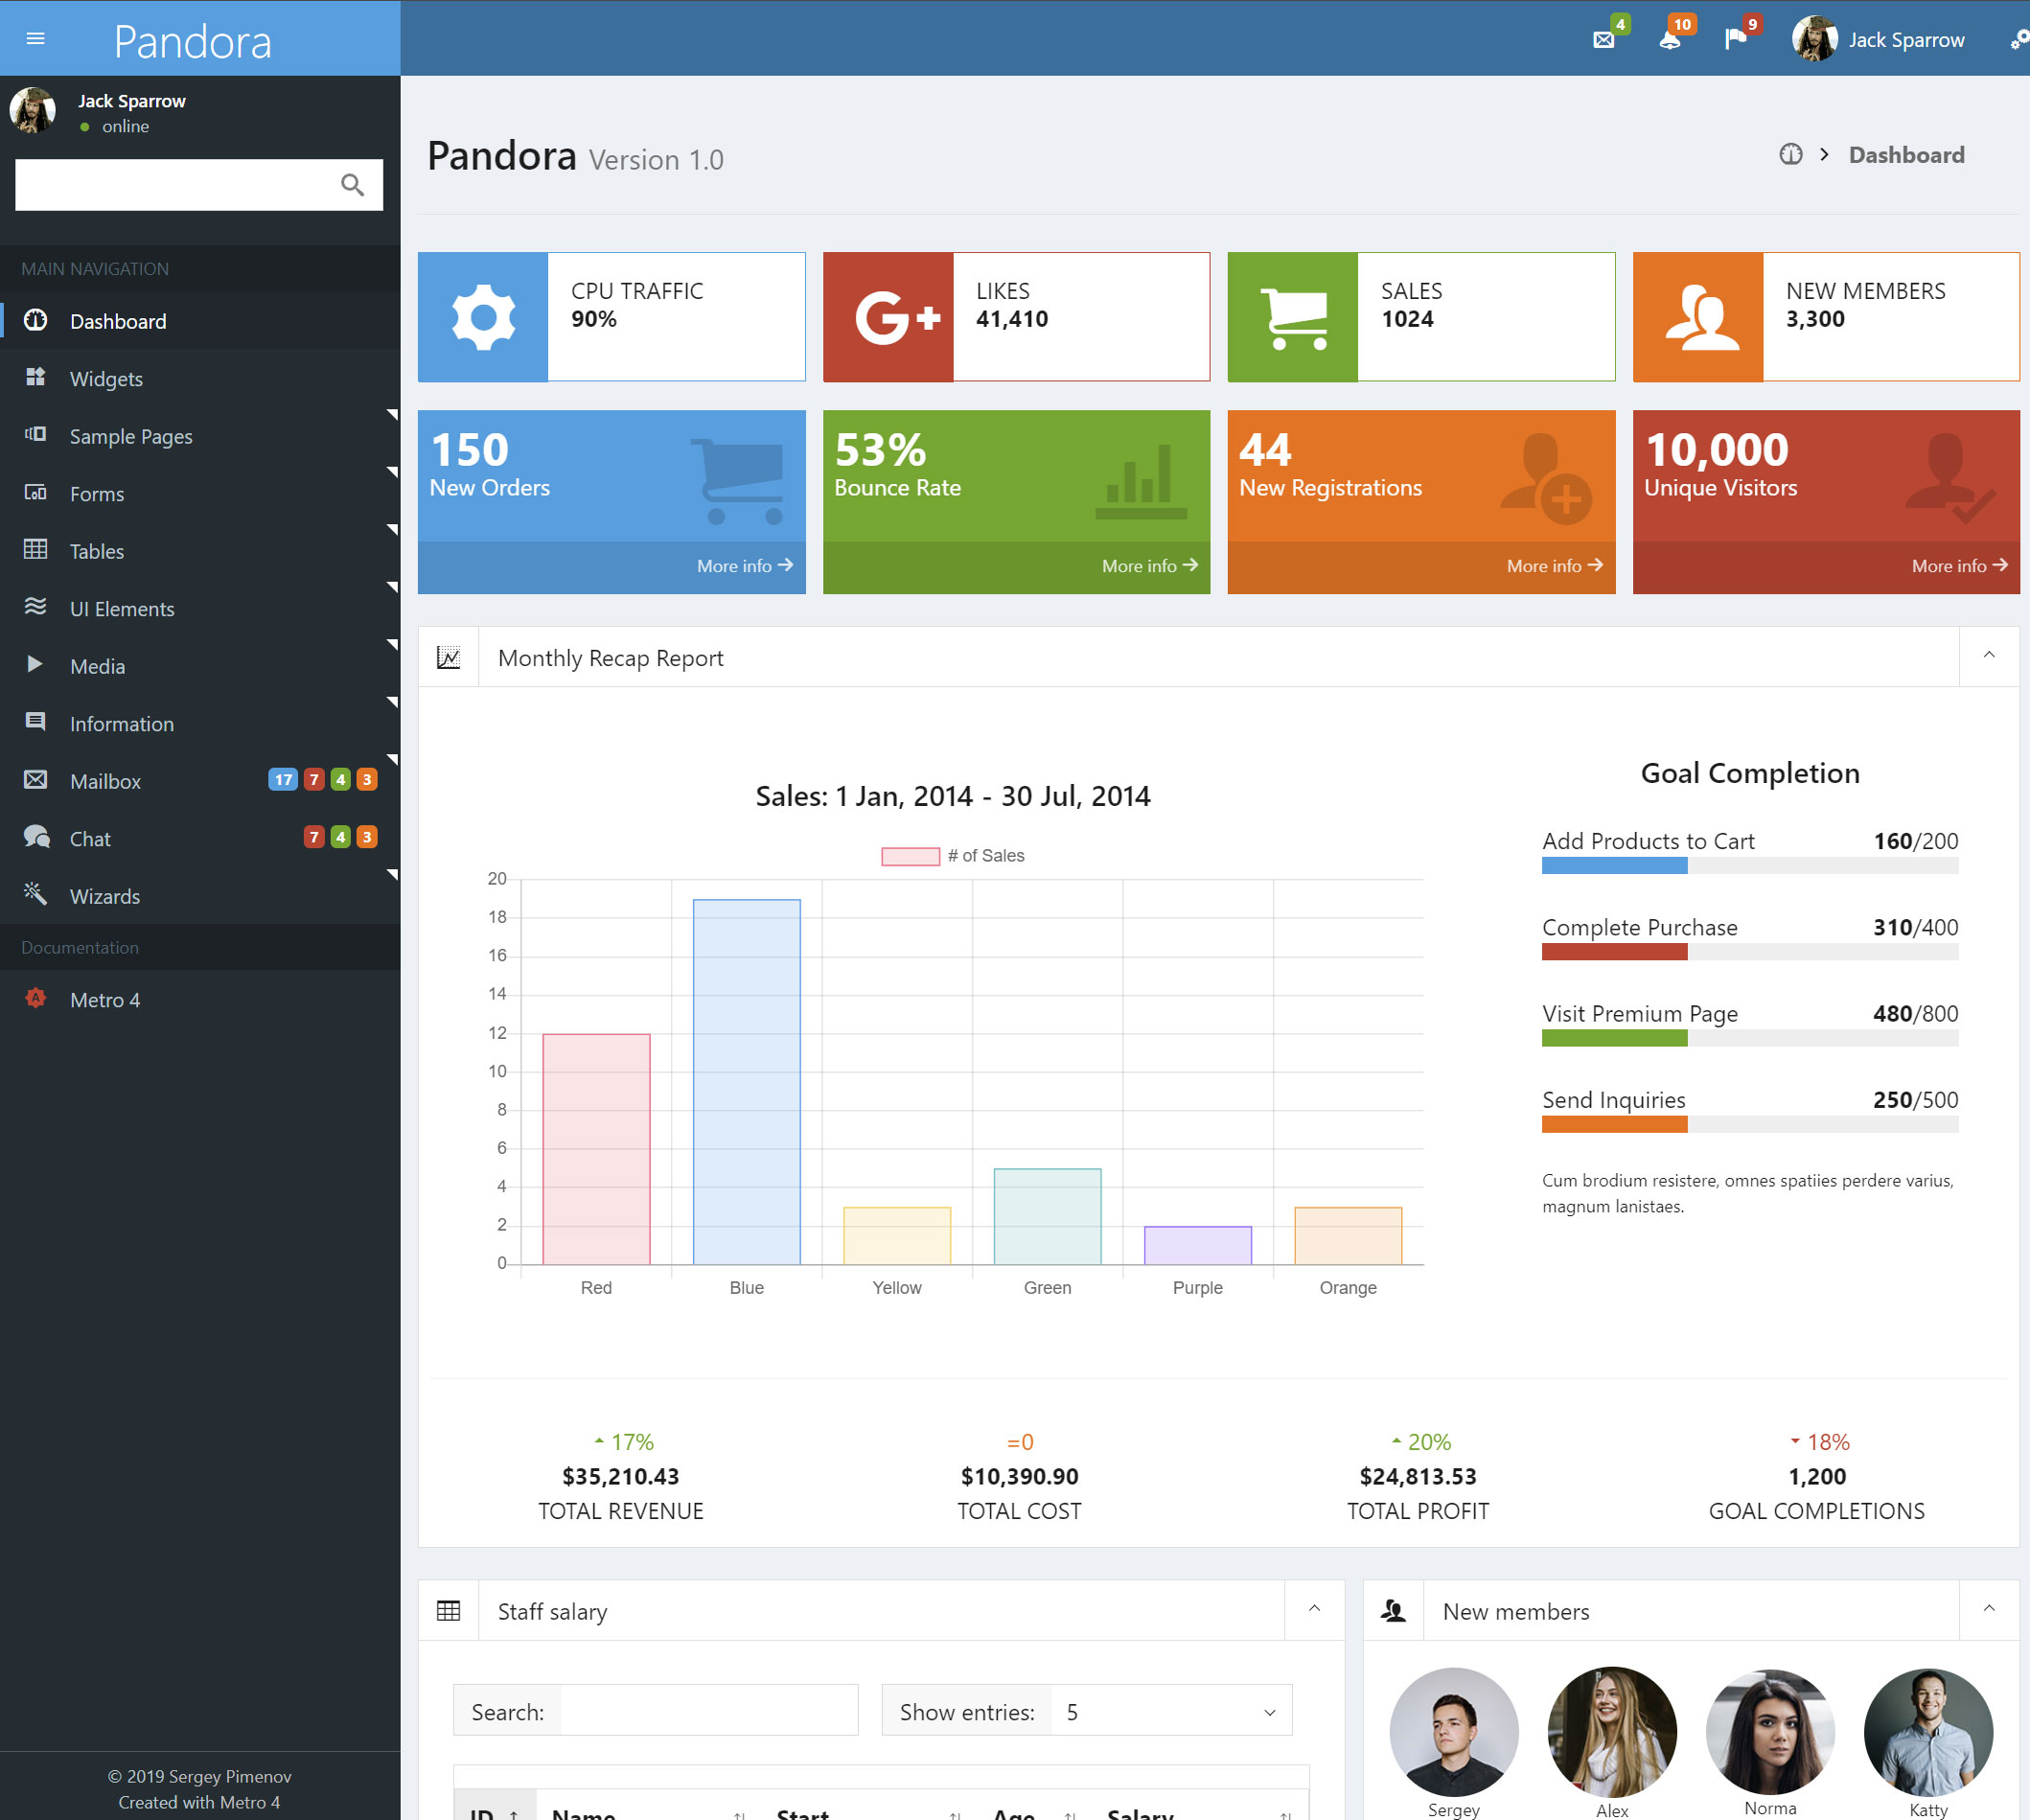 Pandora
4
10
9
Jack Sparrow
Jack Sparrow
online
MAIN NAVIGATION
Dashboard
Widgets
Sample Pages
Forms
Tables
UI Elements
Media
Information
Mailbox 17 7 4 3
Chat 7 4 3
Wizards
Documentation
Metro 4
© 2019 Sergey Pimenov
Created with Metro 4
Pandora Version 1.0
Dashboard
CPU TRAFFIC
90%
LIKES
41,410
SALES
1024
NEW MEMBERS
3,300
150
New Orders
More info
53%
Bounce Rate
More info
44
New Registrations
More info
10,000
Unique Visitors
More info
Monthly Recap Report
Sales: 1 Jan, 2014 - 30 Jul, 2014
# of Sales
20
18
16
14
12
10
8
6
4
2
0
Red Blue Yellow Green Purple Orange
Goal Completion
Add Products to Cart 160/200
Complete Purchase 310/400
Visit Premium Page 480/800
Send Inquiries 250/500
Cum brodium resistere, omnes spatiies perdere varius,
magnum lanistaes.
17%
$35,210.43
TOTAL REVENUE
=0
$10,390.90
TOTAL COST
20%
$24,813.53
TOTAL PROFIT
18%
1,200
GOAL COMPLETIONS
Staff salary
Search:
Show entries: 5
ID Name Start Age Salary
New members
Sergey Alex Norma Katty